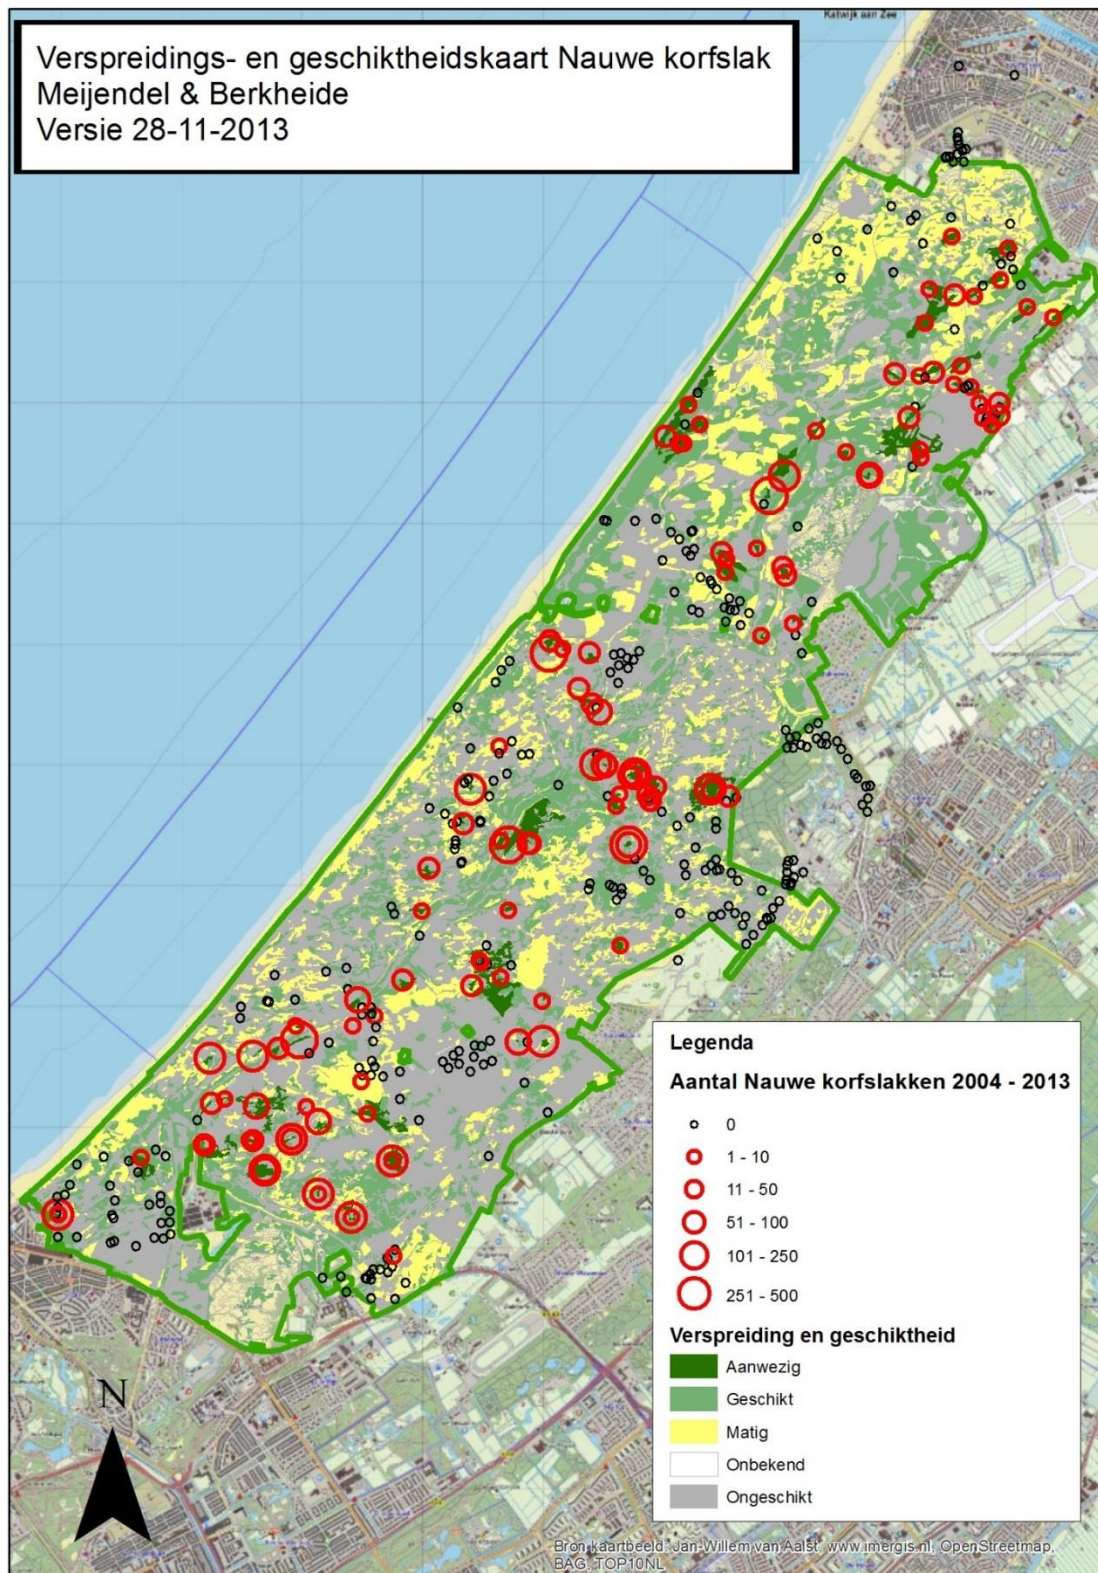 Verspreidings- en geschiktheidskaart Nauwe korfslak
Meijendel & Berkheide
Versie 28-11-2013
Katwijk aan Zee
Legenda
Aantal Nauwe korfslakken 2004 - 2013
0
1 - 10
11 - 50
51 - 100
101 - 250
251 - 500
Verspreiding en geschiktheid
Aanwezig
Geschikt
Matig
Onbekend
Ongeschikt
N
Bron kaartbeeld: Jan-Willem van Aalst, www.imergis.nl, OpenStreetmap,
BAG, TOP10NL